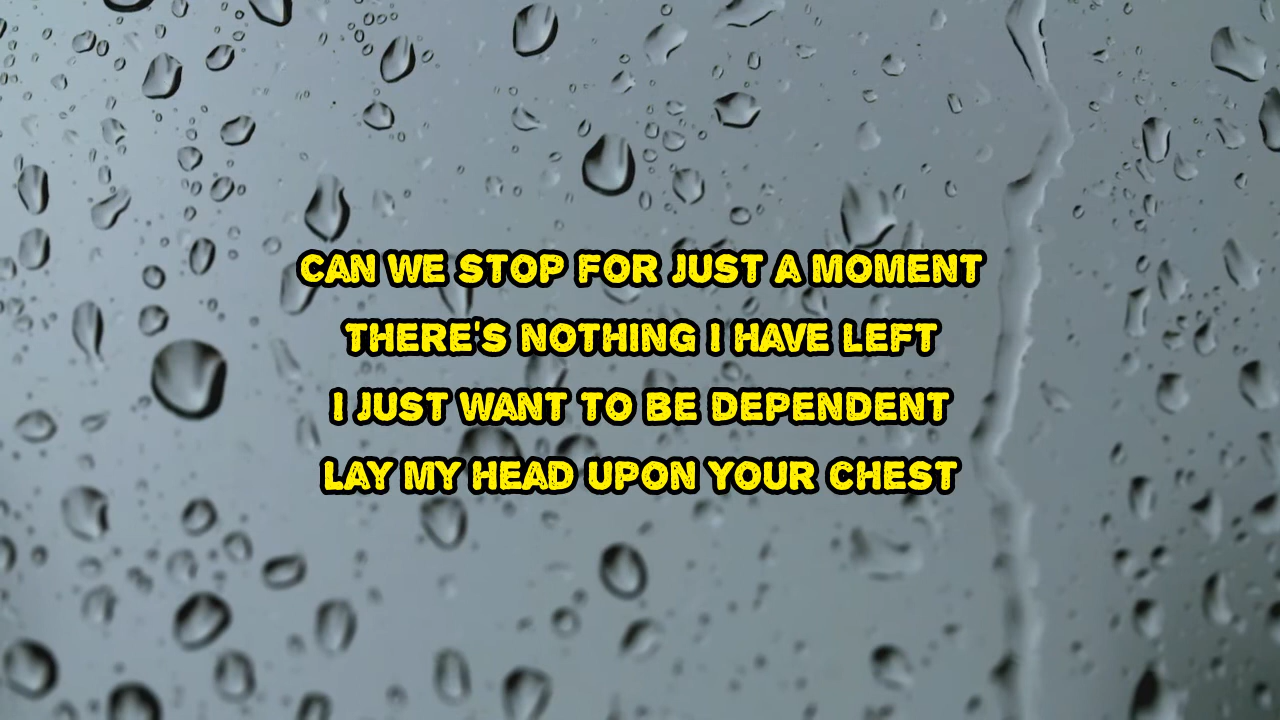 CAN WE STOP FOR JUST A MOMENT
THERE'S NOTHING I HAVE LEFT
I JUST WANT TO BE DEPENDENT
LAY MY HEAD UPON YOUR CHEST